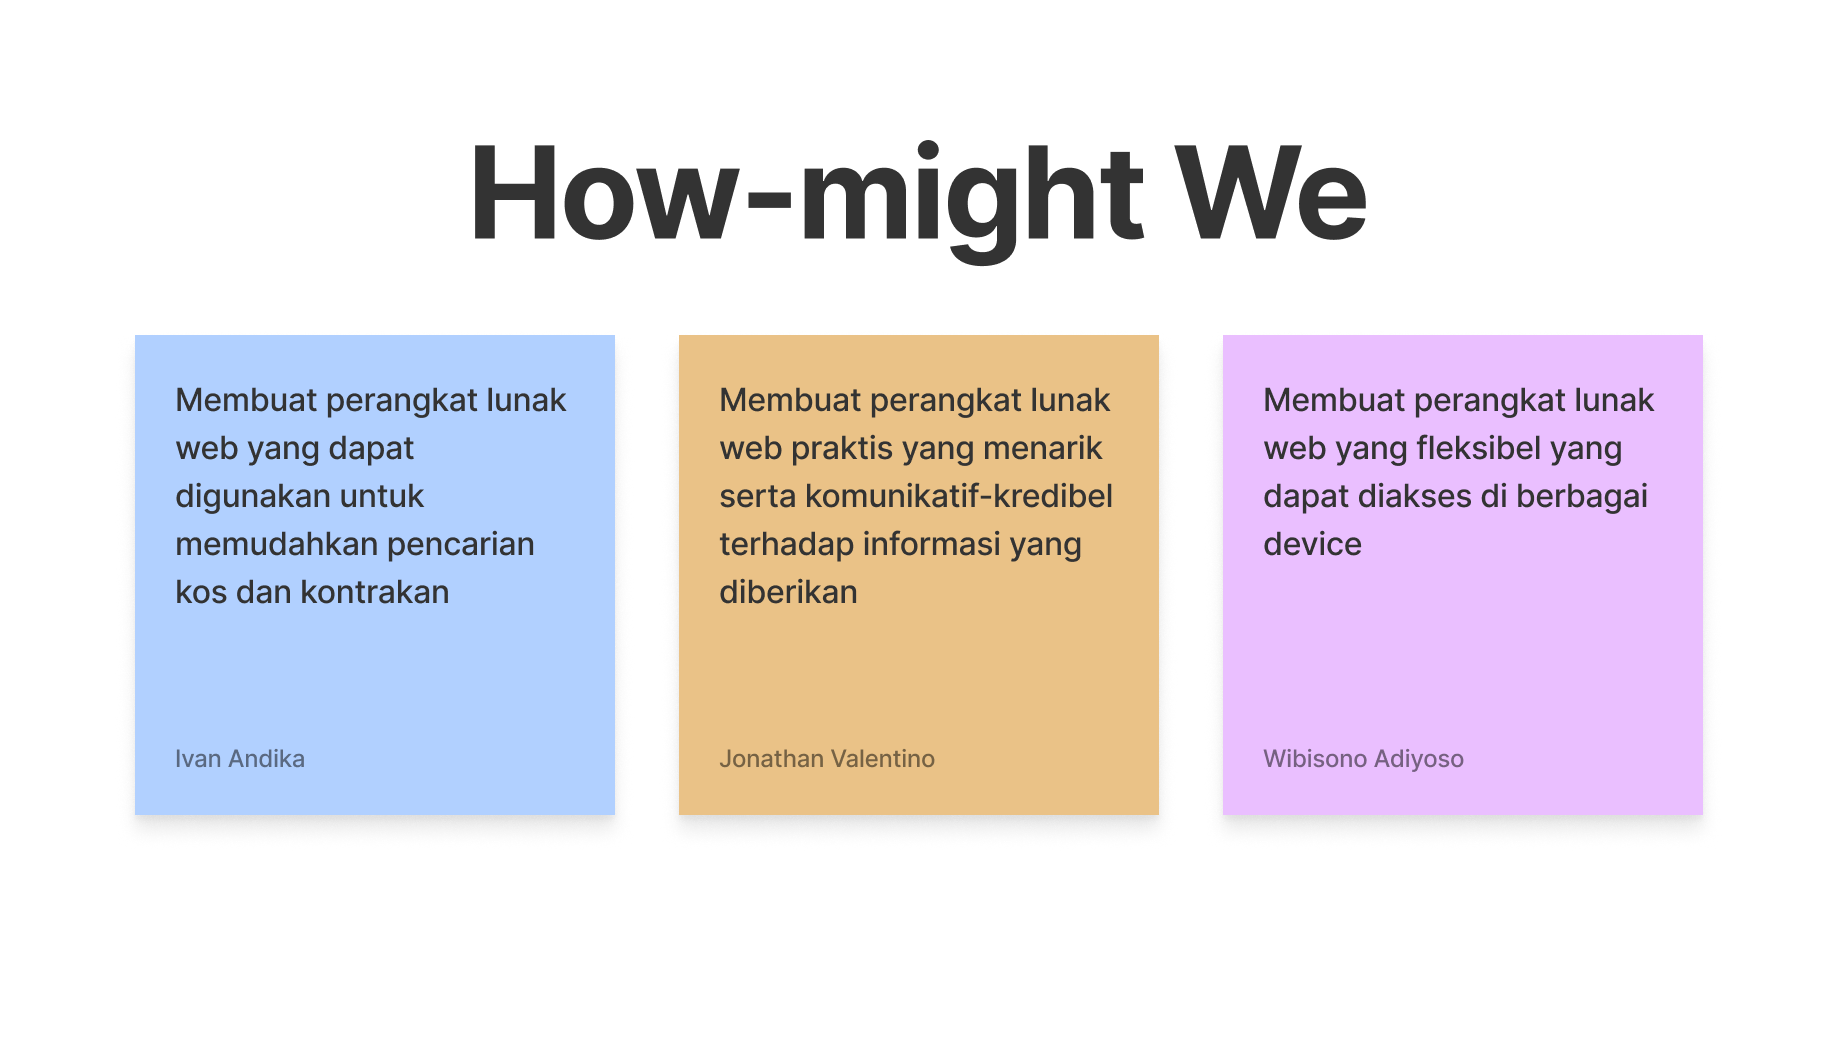 How-might We
Membuat perangkat lunak
web yang dapat
digunakan untuk
memudahkan pencarian
kos dan kontrakan
Ivan Andika
Membuat perangkat lunak
web praktis yang menarik
serta komunikatif-kredibel
terhadap informasi yang
diberikan
Jonathan Valentino
Membuat perangkat lunak
web yang fleksibel yang
dapat diakses di berbagai
device
Wibisono Adiyoso